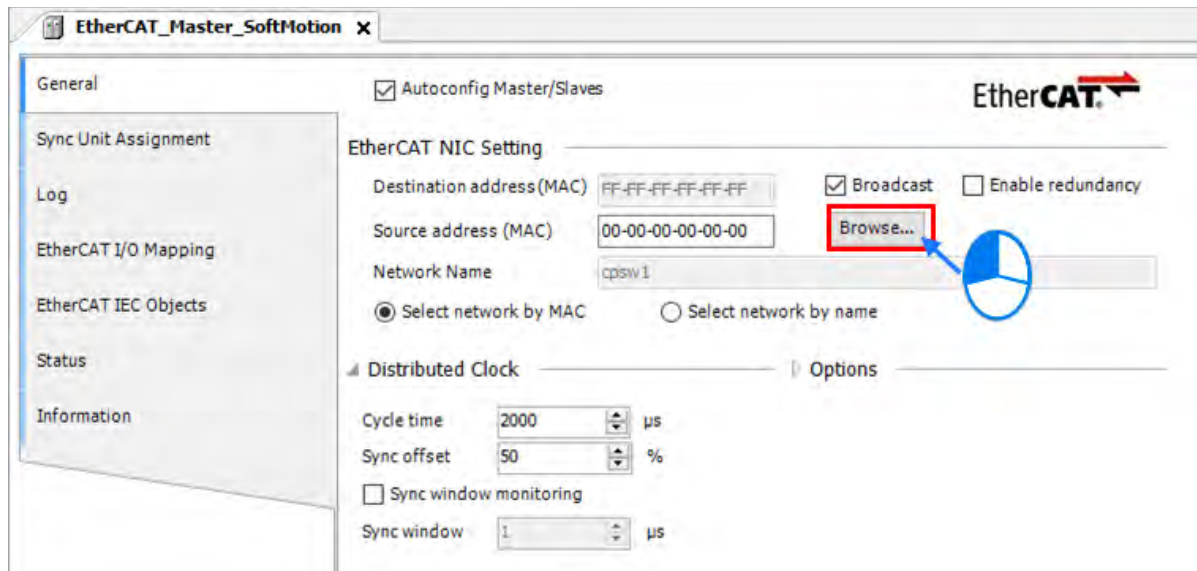 EtherCAT_Master_SoftMotion X
General
Sync Unit Assignment
Log
EtherCAT I/O Mapping
EtherCAT IEC Objects
Status
Information
Autoconfig Master/Slaves
EtherCAT
EtherCAT NIC Setting
Destination address (MAC) FF-FF-FF-FF-FF-FF Broadcast Enable redundancy
Source address (MAC) 00-00-00-00-00-00 Browse...
Network Name cpsw1
Select network by MAC Select network by name
Distributed Clock Options
Cycle time 2000 µs
Sync offset 50 %
Sync window monitoring
Sync window 1 µs